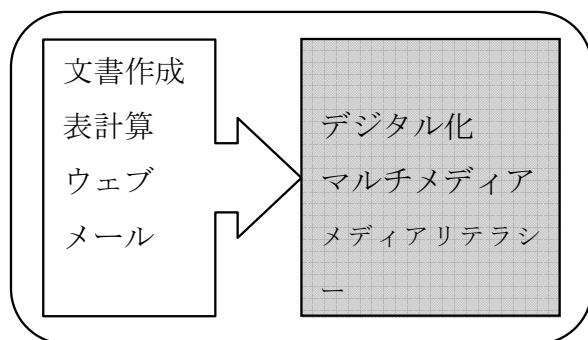 文書作成
表計算
ウェブ
メール
デジタル化
マルチメディア
メディアリテラシ
ー